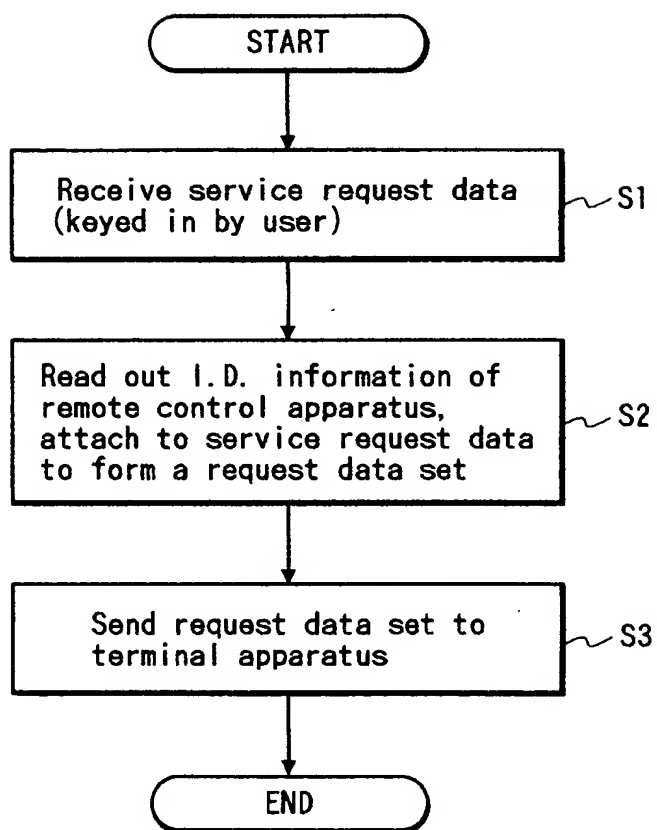 START
Receive service request data
(keyed in by user)
S1
Read out I.D. information of
remote control apparatus,
attach to service request data
to form a request data set
S2
Send request data set to
terminal apparatus
S3
END